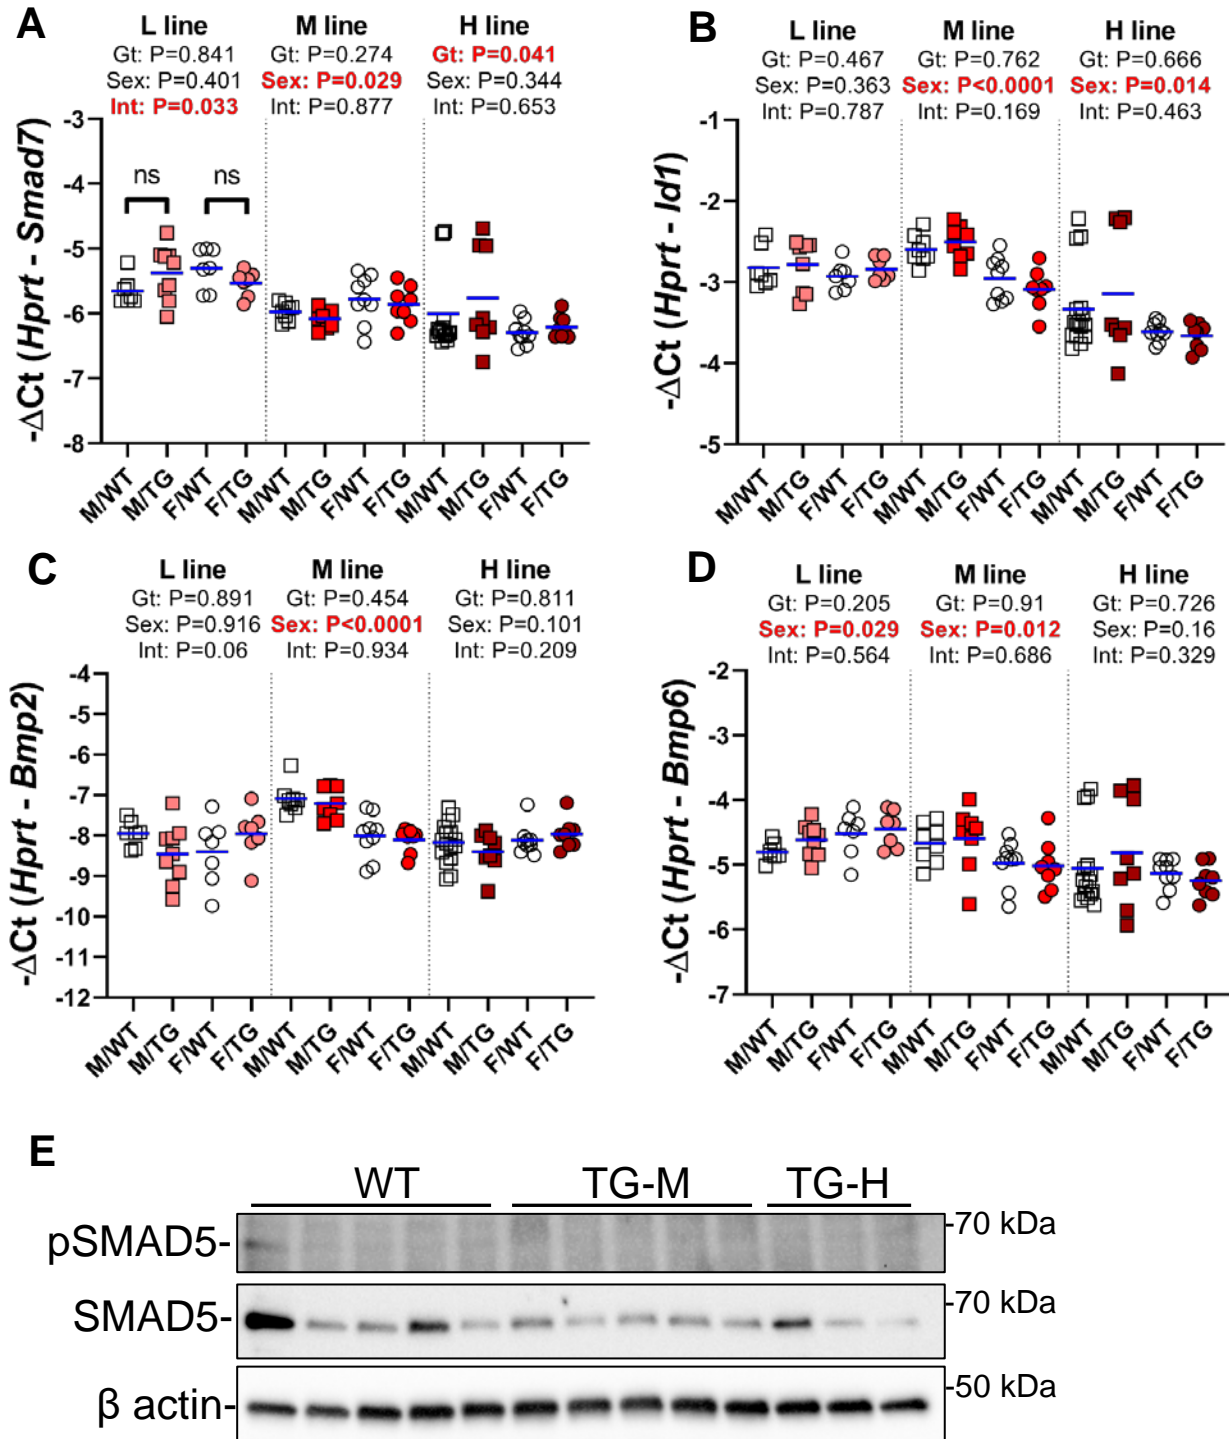 A
L line
Gt: P=0.841
Sex: P=0.401
Int: P=0.033
M line
Gt: P=0.274
Sex: P=0.029
Int: P=0.877
H line
Gt: P=0.041
Sex: P=0.344
Int: P=0.653
-ΔCt (Hprt - Smad7)
-3
-4
-5
-6
-7
-8
ns
ns
M/WT
M/TG
F/WT
F/TG
M/WT
M/TG
F/WT
F/TG
M/WT
M/TG
F/WT
F/TG
B
L line
Gt: P=0.467
Sex: P=0.363
Int: P=0.787
M line
Gt: P=0.762
Sex: P<0.0001
Int: P=0.169
H line
Gt: P=0.666
Sex: P=0.014
Int: P=0.463
-ΔCt (Hprt - Id1)
-1
-2
-3
-4
-5
M/WT
M/TG
F/WT
F/TG
M/WT
M/TG
F/WT
F/TG
M/WT
M/TG
F/WT
F/TG
C
L line
Gt: P=0.891
Sex: P=0.916
Int: P=0.06
M line
Gt: P=0.454
Sex: P<0.0001
Int: P=0.934
H line
Gt: P=0.811
Sex: P=0.101
Int: P=0.209
-ΔCt (Hprt - Bmp2)
-4
-5
-6
-7
-8
-9
-10
-11
-12
M/WT
M/TG
F/WT
F/TG
M/WT
M/TG
F/WT
F/TG
M/WT
M/TG
F/WT
F/TG
D
L line
Gt: P=0.205
Sex: P=0.029
Int: P=0.564
M line
Gt: P=0.91
Sex: P=0.012
Int: P=0.686
H line
Gt: P=0.726
Sex: P=0.16
Int: P=0.329
-ΔCt (Hprt - Bmp6)
-2
-3
-4
-5
-6
-7
M/WT
M/TG
F/WT
F/TG
M/WT
M/TG
F/WT
F/TG
M/WT
M/TG
F/WT
F/TG
E
WT TG-M TG-H
pSMAD5- -70 kDa
SMAD5- -70 kDa
β actin- -50 kDa